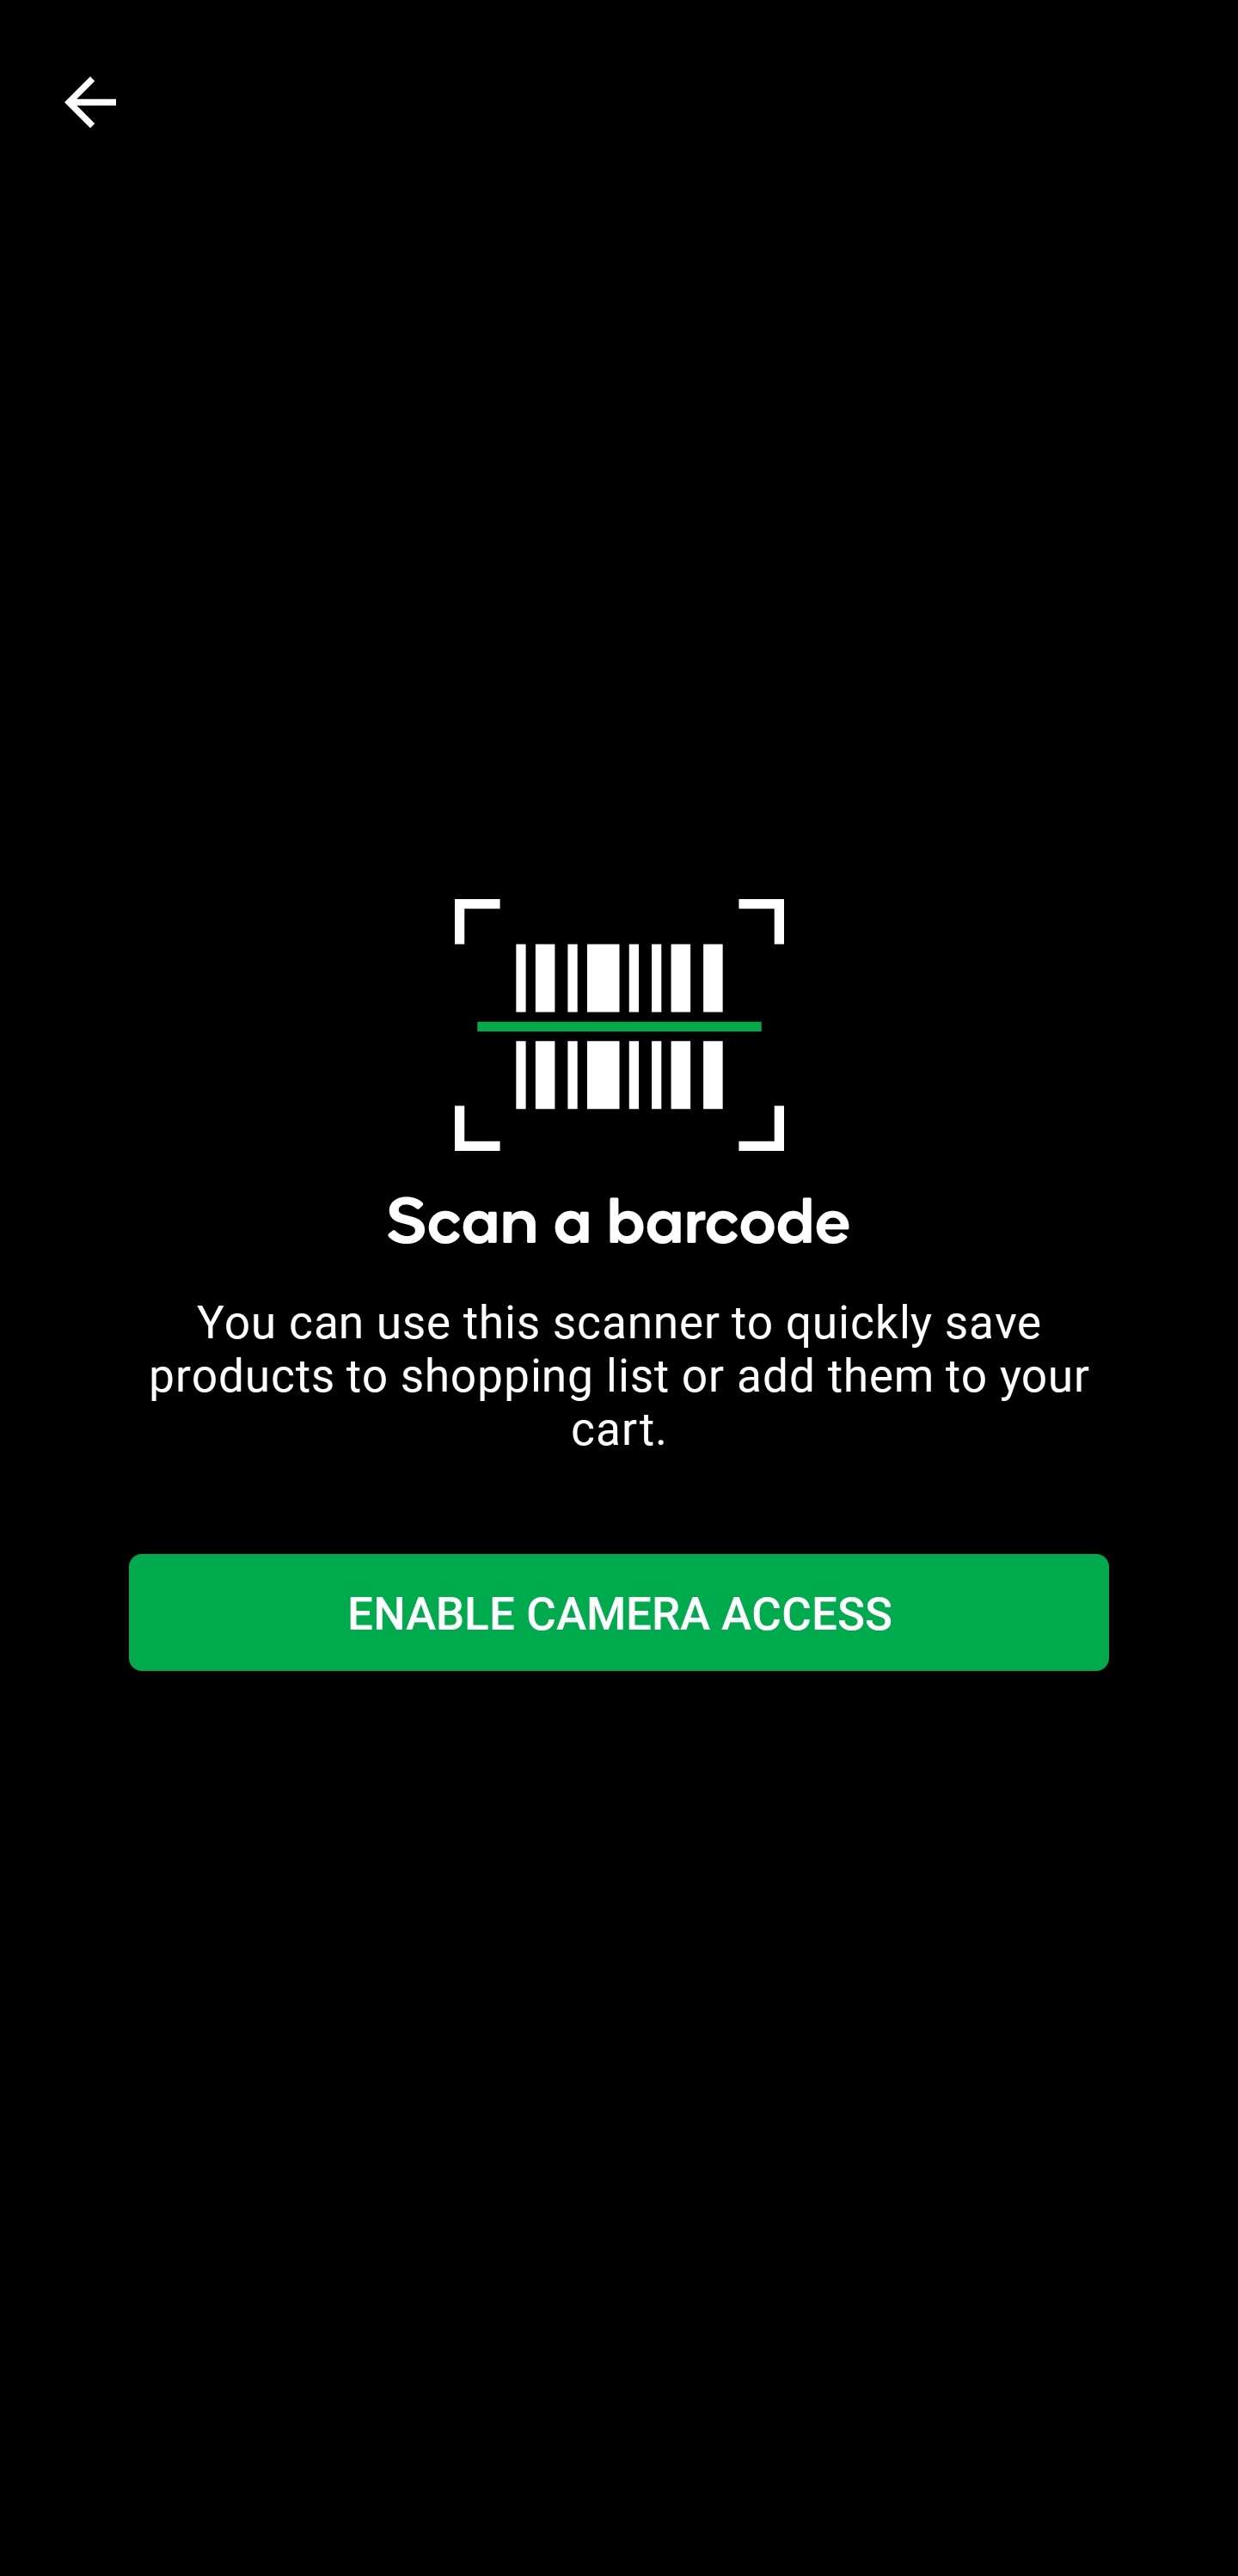 Scan a barcode
You can use this scanner to quickly save
products to shopping list or add them to your
cart.
ENABLE CAMERA ACCESS